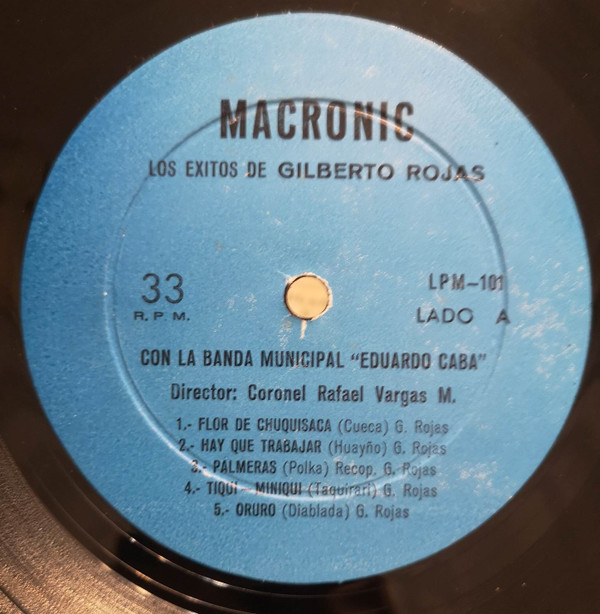 MACRONIC
LOS EXITOS DE GILBERTO ROJAS
33
R. P. M.
LPM-101
LADO A
CON LA BANDA MUNICIPAL "EDUARDO CABA"
Director: Coronel Rafael Vargas M.
1.- FLOR DE CHUQUISACA (Cueca) G. Rojas
2.- HAY QUE TRABAJAR (Huayño) G. Rojas
3.- PALMERAS (Polka) Recop. G. Rojas
4.- TIQUI - MINIQUI (Taquirari) G. Rojas
5.- ORURO (Diablada) G. Rojas